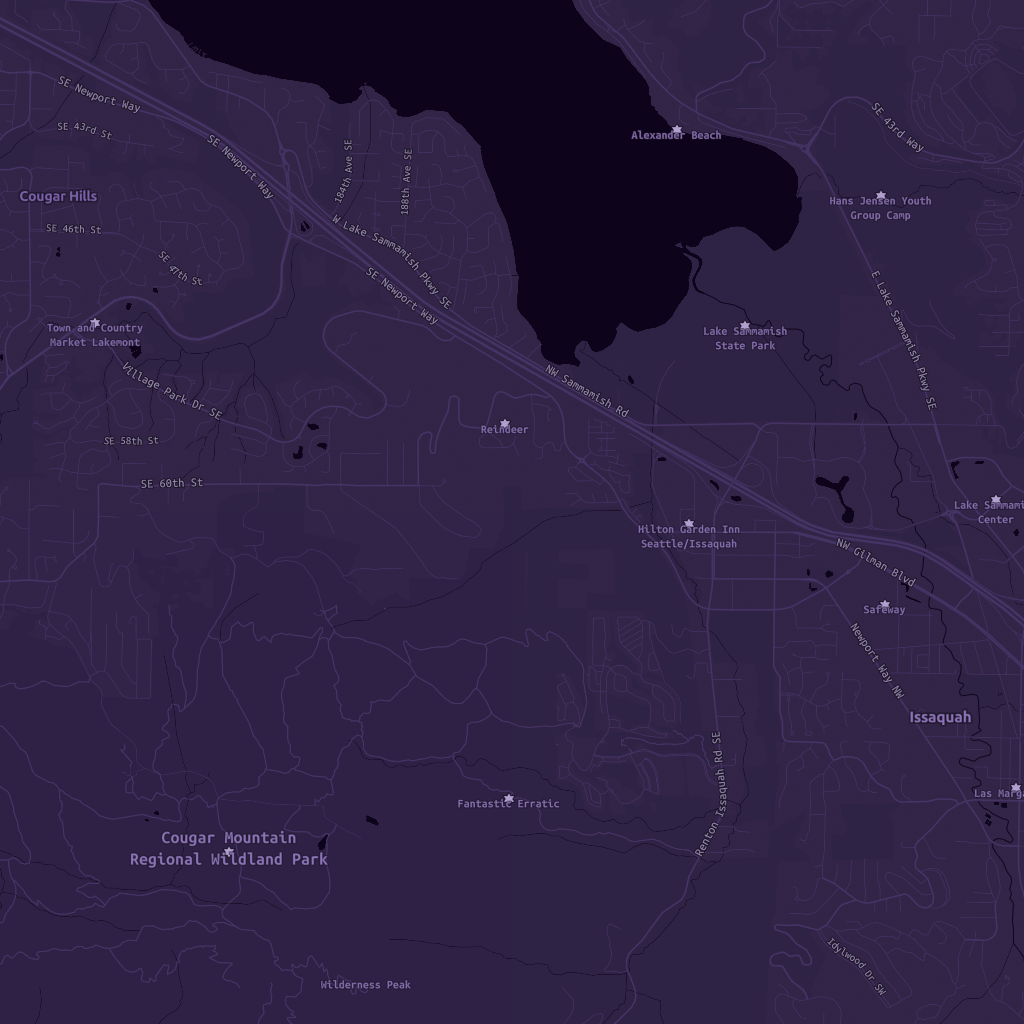 SE Newport Way
SE 43rd St
SE Newport Way
184th Ave SE
188th Ave SE
Alexander Beach
SE 43rd Way
Cougar Hills
Hans Jensen Youth
Group Camp
SE 46th St
W Lake Sammamish Pkwy SE
SE 47th St
SE Newport Way
E Lake Sammamish Pkwy SE
Town and Country
Market Lakemont
Lake Sammamish
State Park
Village Park Dr SE
NW Sammamish Rd
Reindeer
SE 58th St
SE 60th St
Lake Sammami
Center
Hilton Garden Inn
Seattle/Issaquah
NW Gilman Blvd
Safeway
Newport Way NW
Issaquah
Renton Issaquah Rd SE
Las Marga
Fantastic Erratic
Cougar Mountain
Regional Wildland Park
Idylwood Dr SW
Wilderness Peak